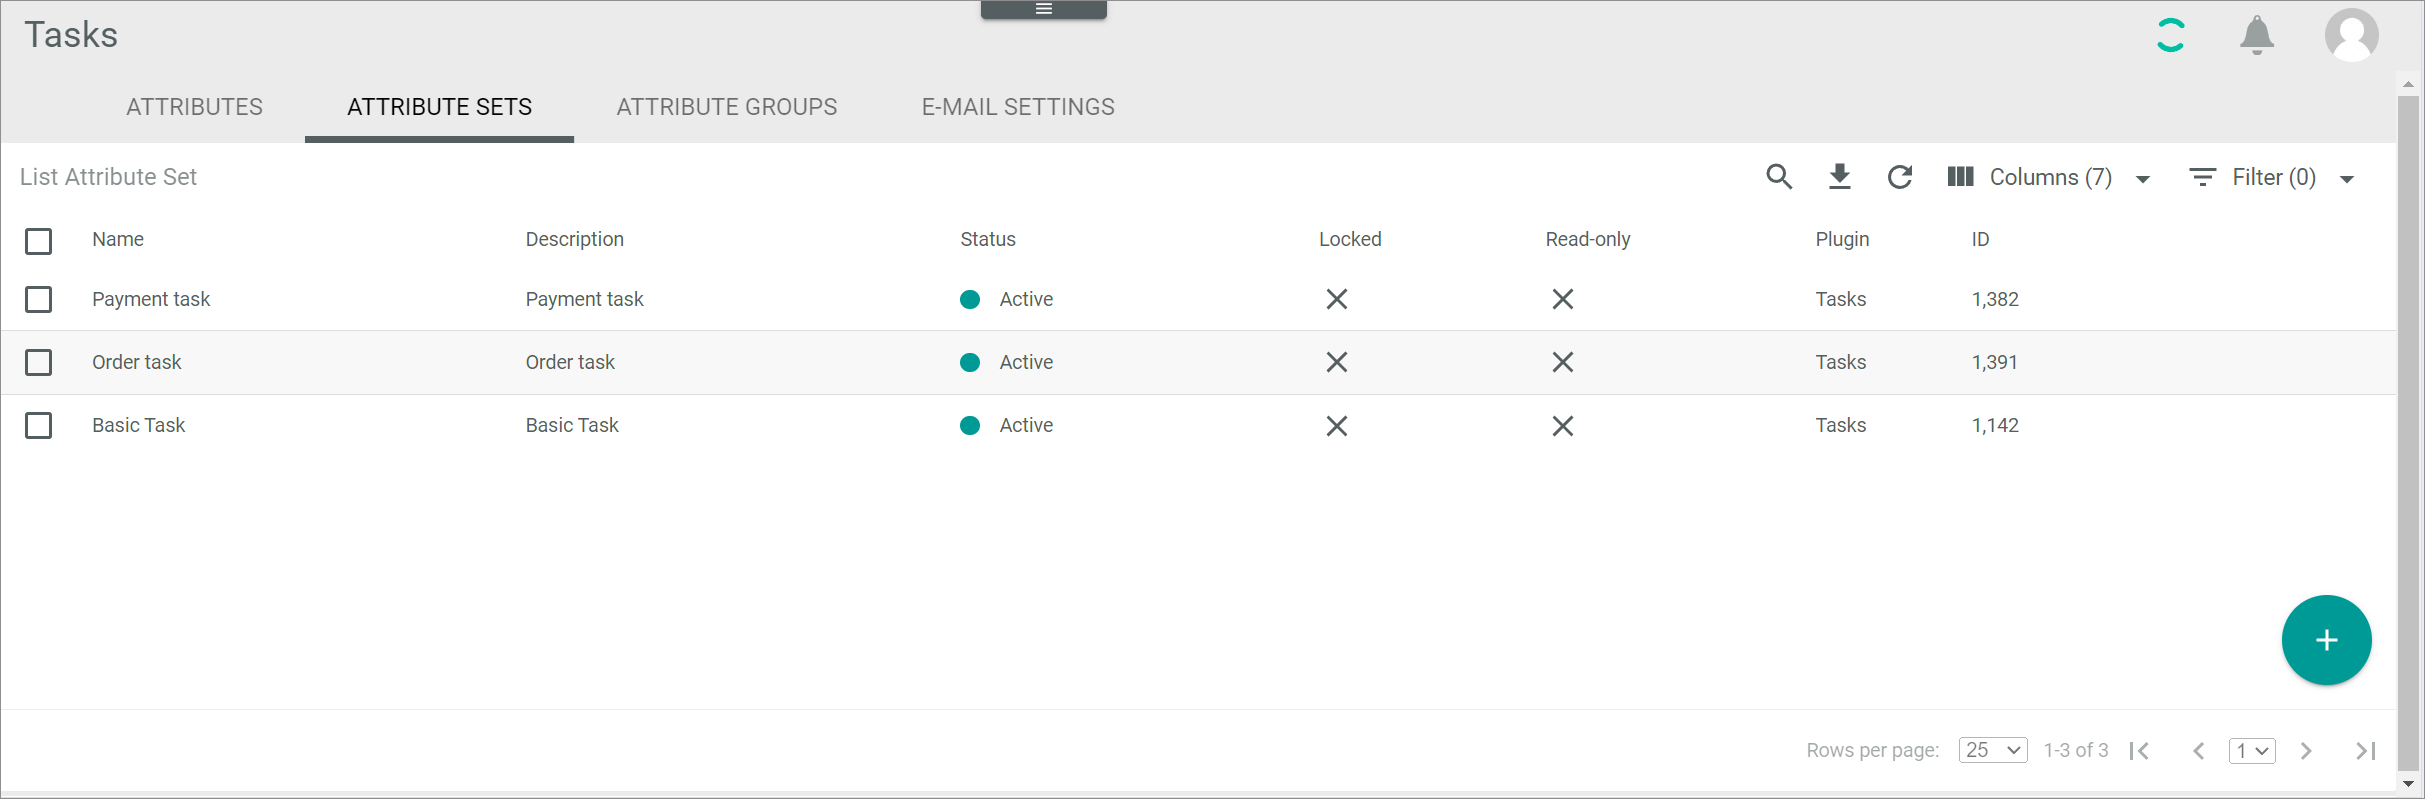 Tasks
ATTRIBUTES ATTRIBUTE SETS ATTRIBUTE GROUPS E-MAIL SETTINGS
List Attribute Set Columns (7) Filter (0)
Name Description Status Locked Read-only Plugin ID
Payment task Payment task Active Tasks 1,382
Order task Order task Active Tasks 1,391
Basic Task Basic Task Active Tasks 1,142
Rows per page: 25 1-3 of 3 1